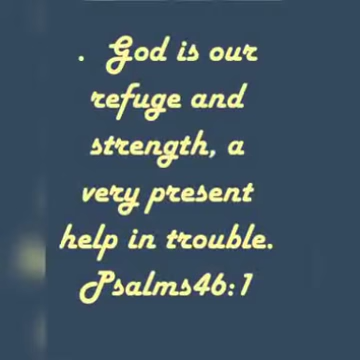 . God is our
refuge and
strength, a
very present
help in trouble.
Psalms46:1